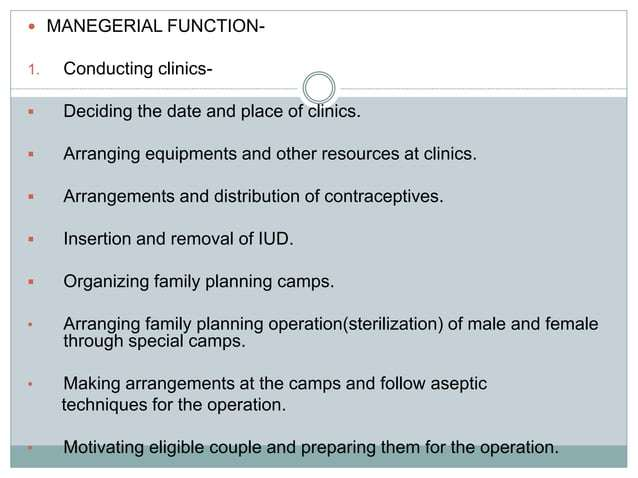 • MANEGERIAL FUNCTION-
1. Conducting clinics-
▪ Deciding the date and place of clinics.
▪ Arranging equipments and other resources at clinics.
▪ Arrangements and distribution of contraceptives.
▪ Insertion and removal of IUD.
▪ Organizing family planning camps.
• Arranging family planning operation(sterilization) of male and female
through special camps.
• Making arrangements at the camps and follow aseptic
techniques for the operation.
• Motivating eligible couple and preparing them for the operation.